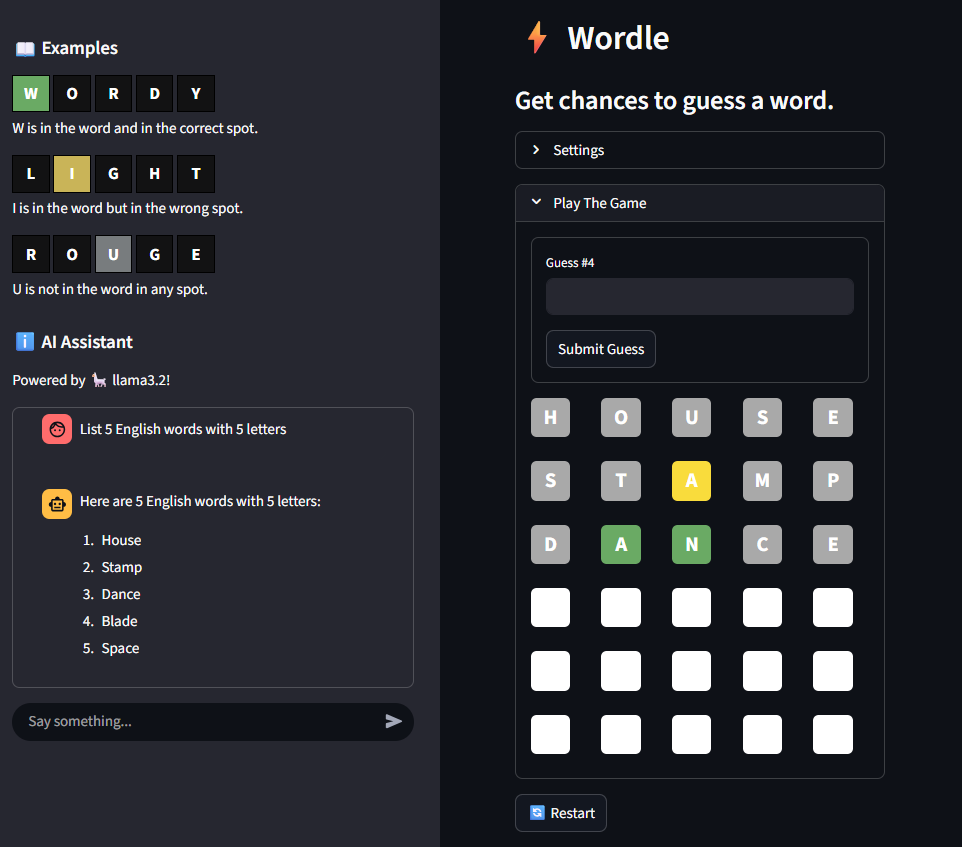 📖 Examples
W O R D Y
W is in the word and in the correct spot.
L I G H T
I is in the word but in the wrong spot.
R O U G E
U is not in the word in any spot.
ℹ️ AI Assistant
Powered by 🦙 llama3.2!
List 5 English words with 5 letters
Here are 5 English words with 5 letters:
1. House
2. Stamp
3. Dance
4. Blade
5. Space
Say something...
⚡ Wordle
Get chances to guess a word.
Settings
Play The Game
Guess #4
Submit Guess
H O U S E
S T A M P
D A N C E
🔄 Restart